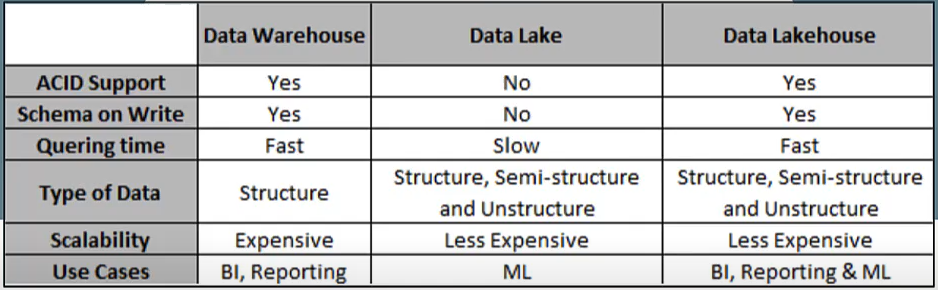 Data Warehouse Data Lake Data Lakehouse
ACID Support Yes No Yes
Schema on Write Yes No Yes
Quering time Fast Slow Fast
Type of Data Structure Structure, Semi-structure and Unstructure Structure, Semi-structure and Unstructure
Scalability Expensive Less Expensive Less Expensive
Use Cases BI, Reporting ML BI, Reporting & ML